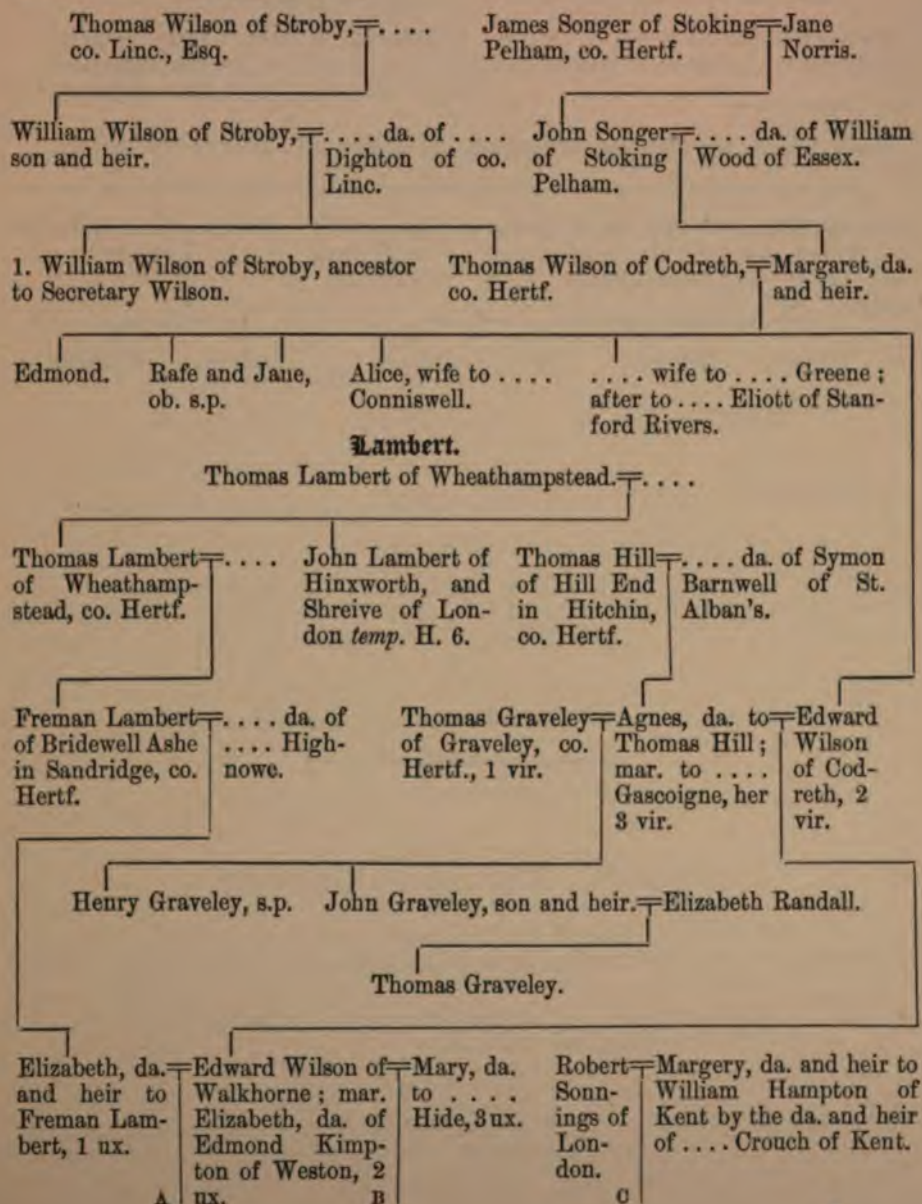 Thomas Wilson of Stroby,=. . . .
co. Linc., Esq.
James Songer of Stoking=Jane
Pelham, co. Hertf. Norris.
William Wilson of Stroby,=. . . . da. of . . . .
son and heir. Dighton of co.
Linc.
John Songer=. . . . da. of William
of Stoking Wood of Essex.
Pelham.
1. William Wilson of Stroby, ancestor
to Secretary Wilson.
Thomas Wilson of Codreth,=Margaret, da.
co. Hertf. and heir.
Edmond.
Rafe and Jane,
ob. s.p.
Alice, wife to . . . .
Conniswell.
. . . . wife to . . . . Greene ;
after to . . . . Eliott of Stan-
ford Rivers.
Lambert.
Thomas Lambert of Wheathampstead.=. . . .
Thomas Lambert=. . . .
of Wheathamp-
stead, co. Hertf.
John Lambert of
Hinxworth, and
Shreive of Lon-
don temp. H. 6.
Thomas Hill=. . . . da. of Symon
of Hill End Barnwell of St.
in Hitchin, Alban's.
co. Hertf.
Freman Lambert=. . . . da. of
of Bridewell Ashe . . . . High-
in Sandridge, co. nowe.
Hertf.
Thomas Graveley=Agnes, da. to=Edward
of Graveley, co. Thomas Hill ; Wilson
Hertf., 1 vir. mar. to . . . . of Cod-
Gascoigne, her reth, 2
3 vir. vir.
Henry Graveley, s.p.
John Graveley, son and heir.=Elizabeth Randall.
Thomas Graveley.
Elizabeth, da.=Edward Wilson of=Mary, da.
and heir to Walkhorne ; mar. to . . . .
Freman Lam- Elizabeth, da. of Hide, 3 ux.
bert, 1 ux. Edmond Kimp-
ton of Weston, 2
A ux. B
Robert=Margery, da. and heir to
Sonn- William Hampton of
ings of Kent by the da. and heir
Lon- of . . . . Crouch of Kent.
don.
C